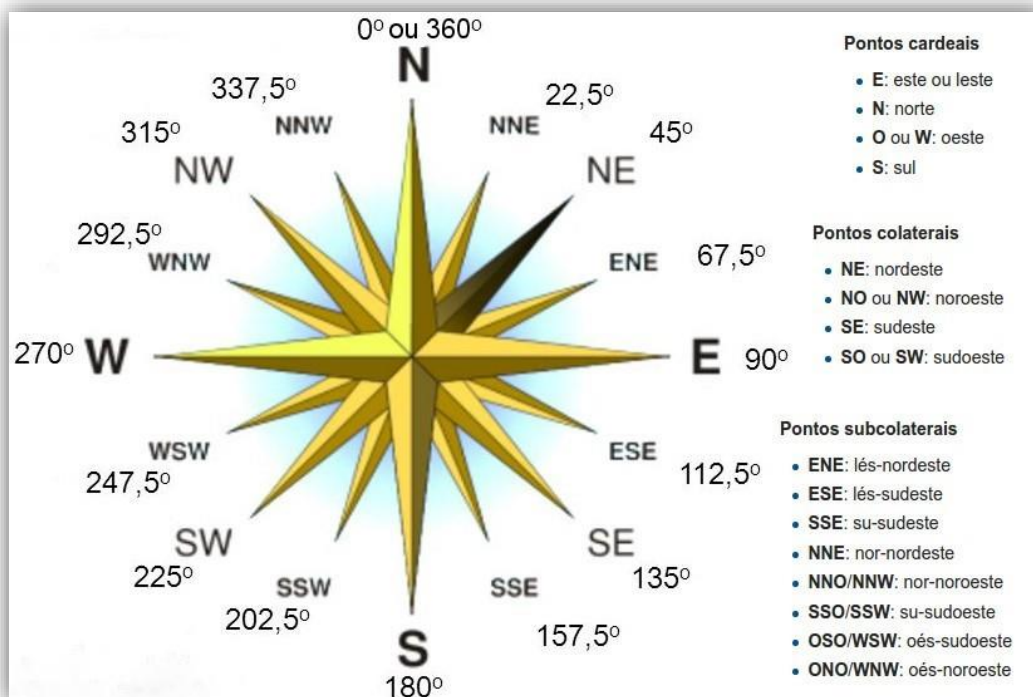 0º ou 360º
N
337,5º
NNW
22,5º
NNE
315º
NW
45º
NE
292,5º
WNW
67,5º
ENE
270º W
E 90º
WSW
247,5º
ESE
112,5º
SW
225º
SE
135º
SSW
202,5º
SSE
157,5º
S
180º
Pontos cardeais
• E: este ou leste
• N: norte
• O ou W: oeste
• S: sul
Pontos colaterais
• NE: nordeste
• NO ou NW: noroeste
• SE: sudeste
• SO ou SW: sudoeste
Pontos subcolaterais
• ENE: lés-nordeste
• ESE: lés-sudeste
• SSE: su-sudeste
• NNE: nor-nordeste
• NNO/NNW: nor-noroeste
• SSO/SSW: su-sudoeste
• OSO/WSW: oés-sudoeste
• ONO/WNW: oés-noroeste